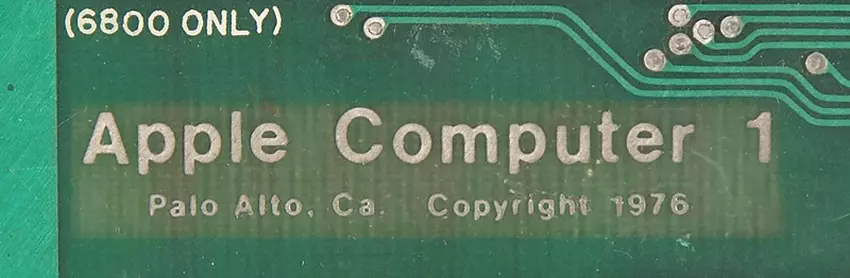 (6800 ONLY)
Apple Computer 1
Palo Alto, Ca. Copyright 1976